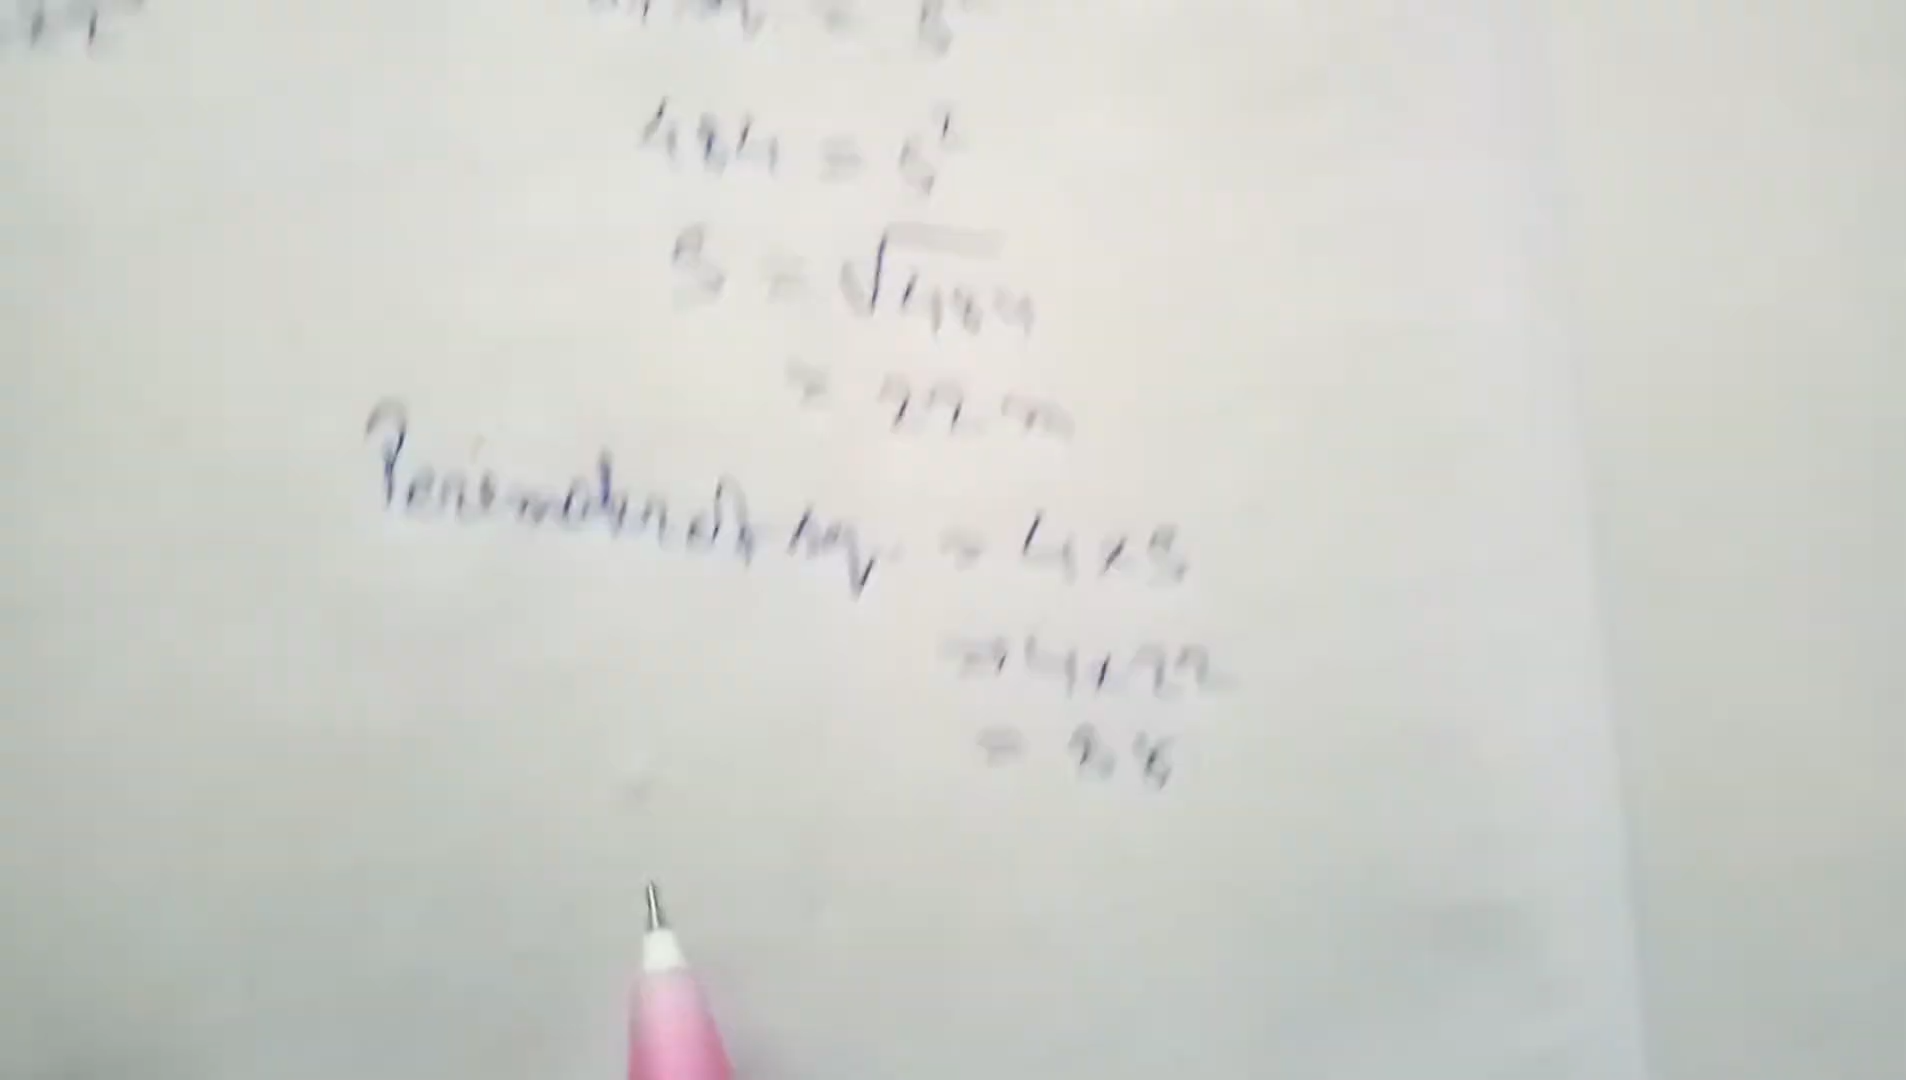 484 = s²
S = √484
= 22 m
Perimeter of sq. = 4 × S
= 4 × 22
= 88